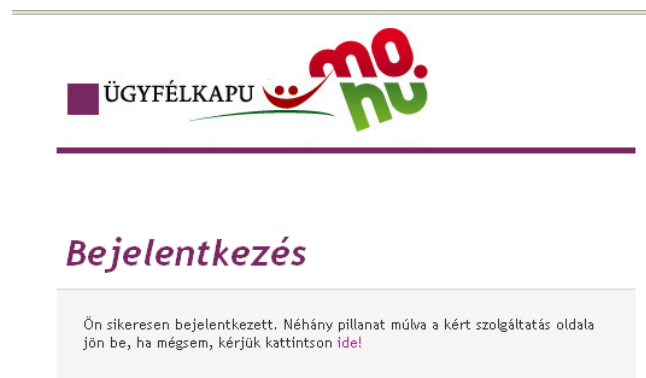 ÜGYFÉLKAPU
mo.
hu
Bejelentkezés
Ön sikeresen bejelentkezett. Néhány pillanat múlva a kért szolgáltatás oldala
jön be, ha mégsem, kérjük kattintson ide!